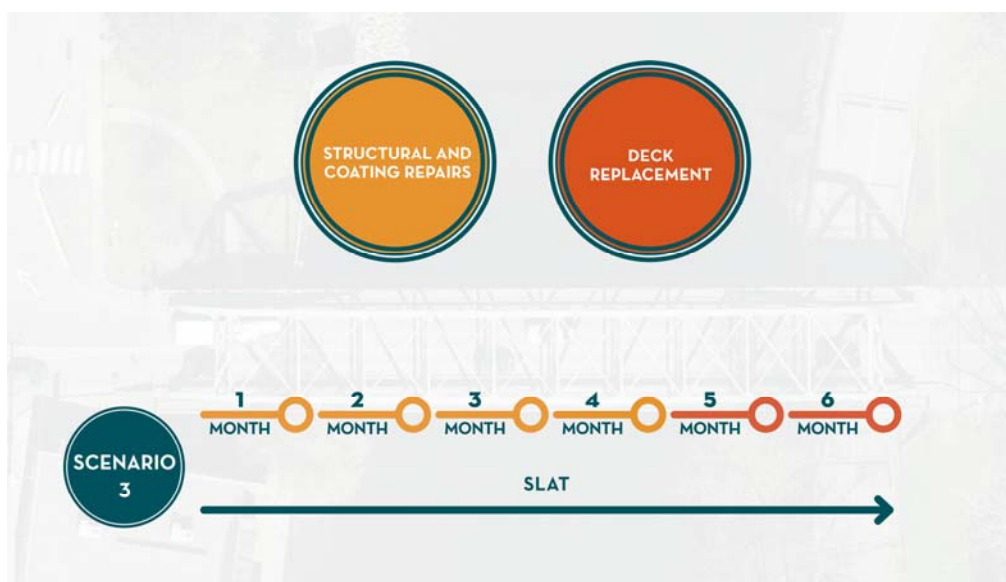 STRUCTURAL AND
COATING REPAIRS
DECK
REPLACEMENT
1
MONTH
2
MONTH
3
MONTH
4
MONTH
5
MONTH
6
MONTH
SCENARIO
3
SLAT